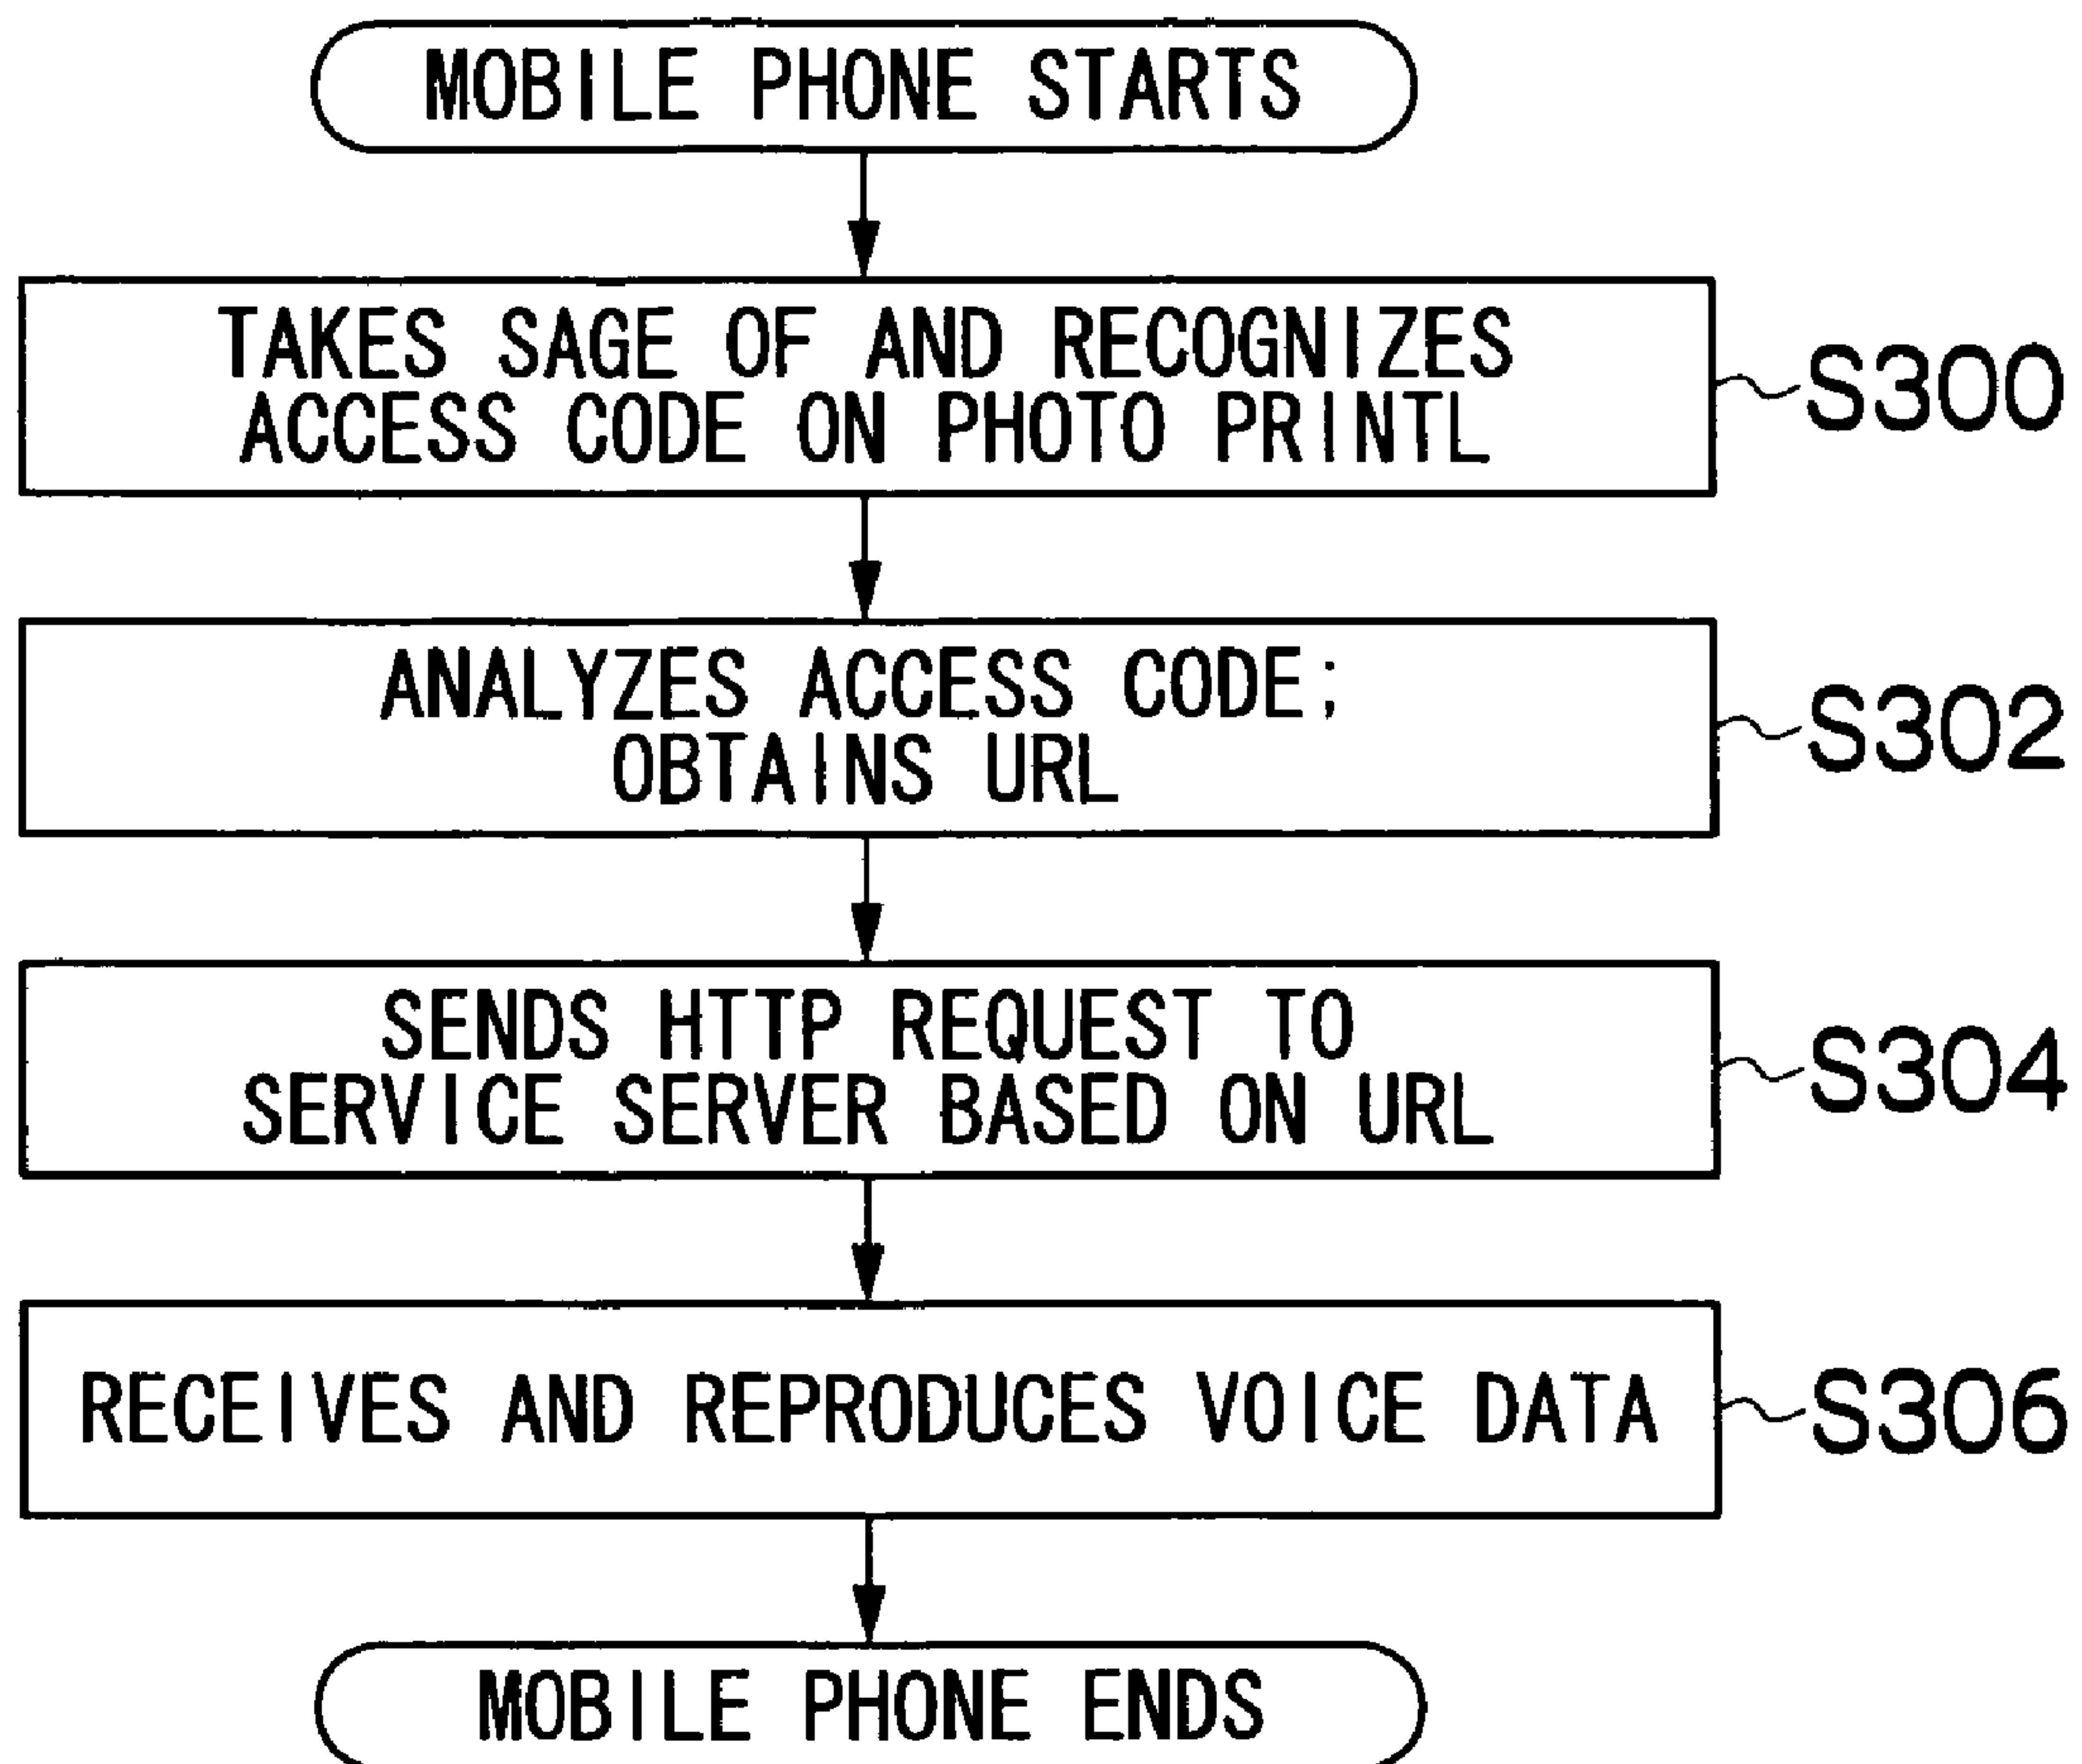 MOBILE PHONE STARTS
TAKES SAGE OF AND RECOGNIZES
ACCESS CODE ON PHOTO PRINTL
S300
ANALYZES ACCESS CODE;
OBTAINS URL
S302
SENDS HTTP REQUEST TO
SERVICE SERVER BASED ON URL
S304
RECEIVES AND REPRODUCES VOICE DATA
S306
MOBILE PHONE ENDS